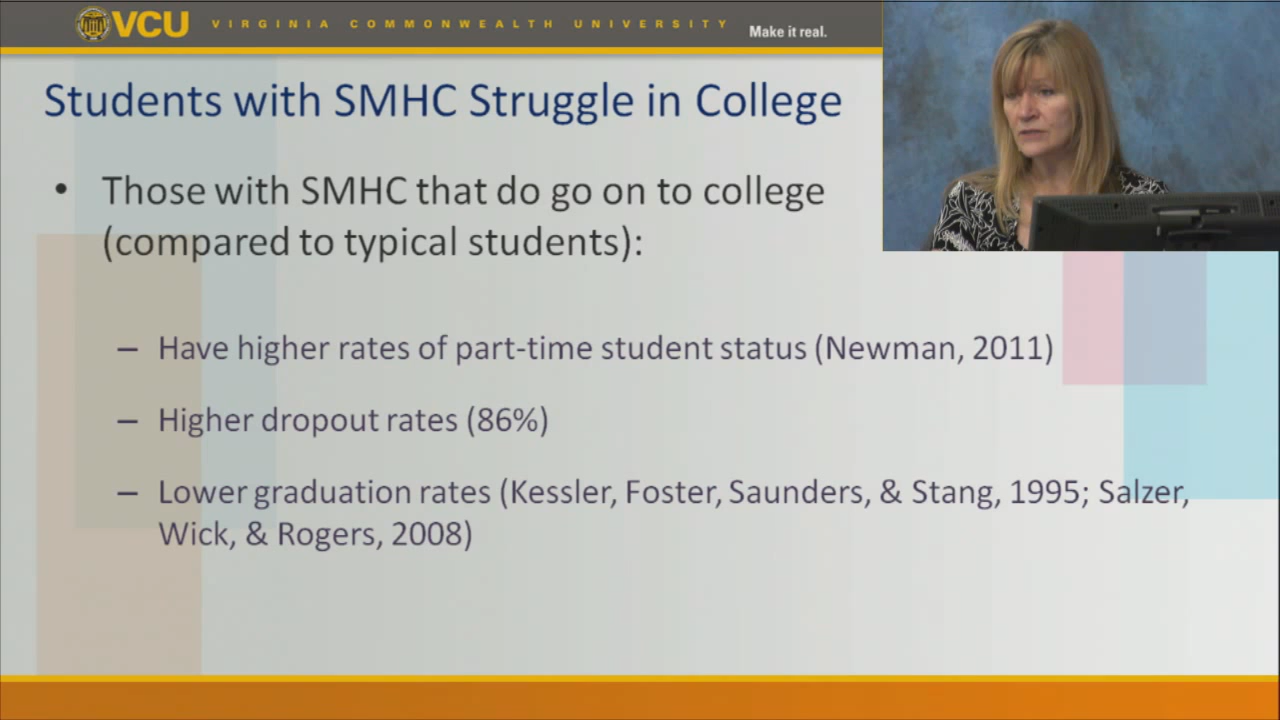 VCU VIRGINIA COMMONWEALTH UNIVERSITY Make it real.
Students with SMHC Struggle in College
• Those with SMHC that do go on to college
(compared to typical students):
– Have higher rates of part-time student status (Newman, 2011)
– Higher dropout rates (86%)
– Lower graduation rates (Kessler, Foster, Saunders, & Stang, 1995; Salzer,
Wick, & Rogers, 2008)